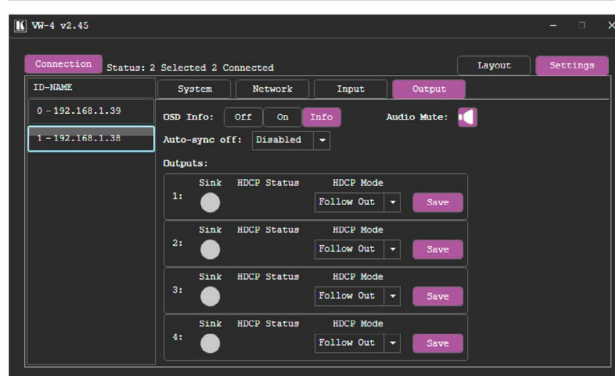 VW-4 v2.45
Connection Status: 2 Selected 2 Connected Layout Settings
ID-NAME System Network Input Output
0 - 192.168.1.39
1 - 192.168.1.38
OSD Info: Off On Info Audio Mute:
Auto-sync off: Disabled
Outputs:
Sink HDCP Status HDCP Mode
1: Follow Out Save
Sink HDCP Status HDCP Mode
2: Follow Out Save
Sink HDCP Status HDCP Mode
3: Follow Out Save
Sink HDCP Status HDCP Mode
4: Follow Out Save